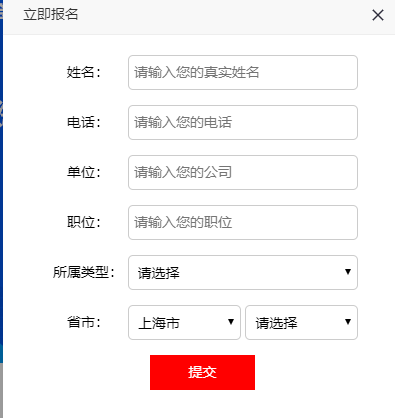 立即报名
姓名： 请输入您的真实姓名
电话： 请输入您的电话
单位： 请输入您的公司
职位： 请输入您的职位
所属类型： 请选择
省市： 上海市 请选择
提交